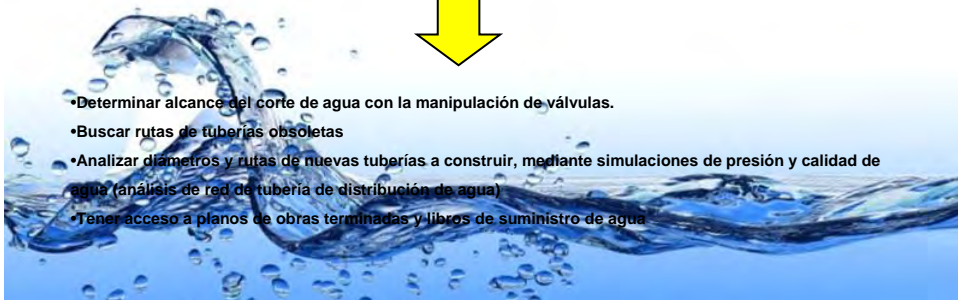 •Determinar alcance del corte de agua con la manipulación de válvulas.
•Buscar rutas de tuberías obsoletas
•Analizar diámetros y rutas de nuevas tuberías a construir, mediante simulaciones de presión y calidad de
agua (análisis de red de tubería de distribución de agua)
•Tener acceso a planos de obras terminadas y libros de suministro de agua